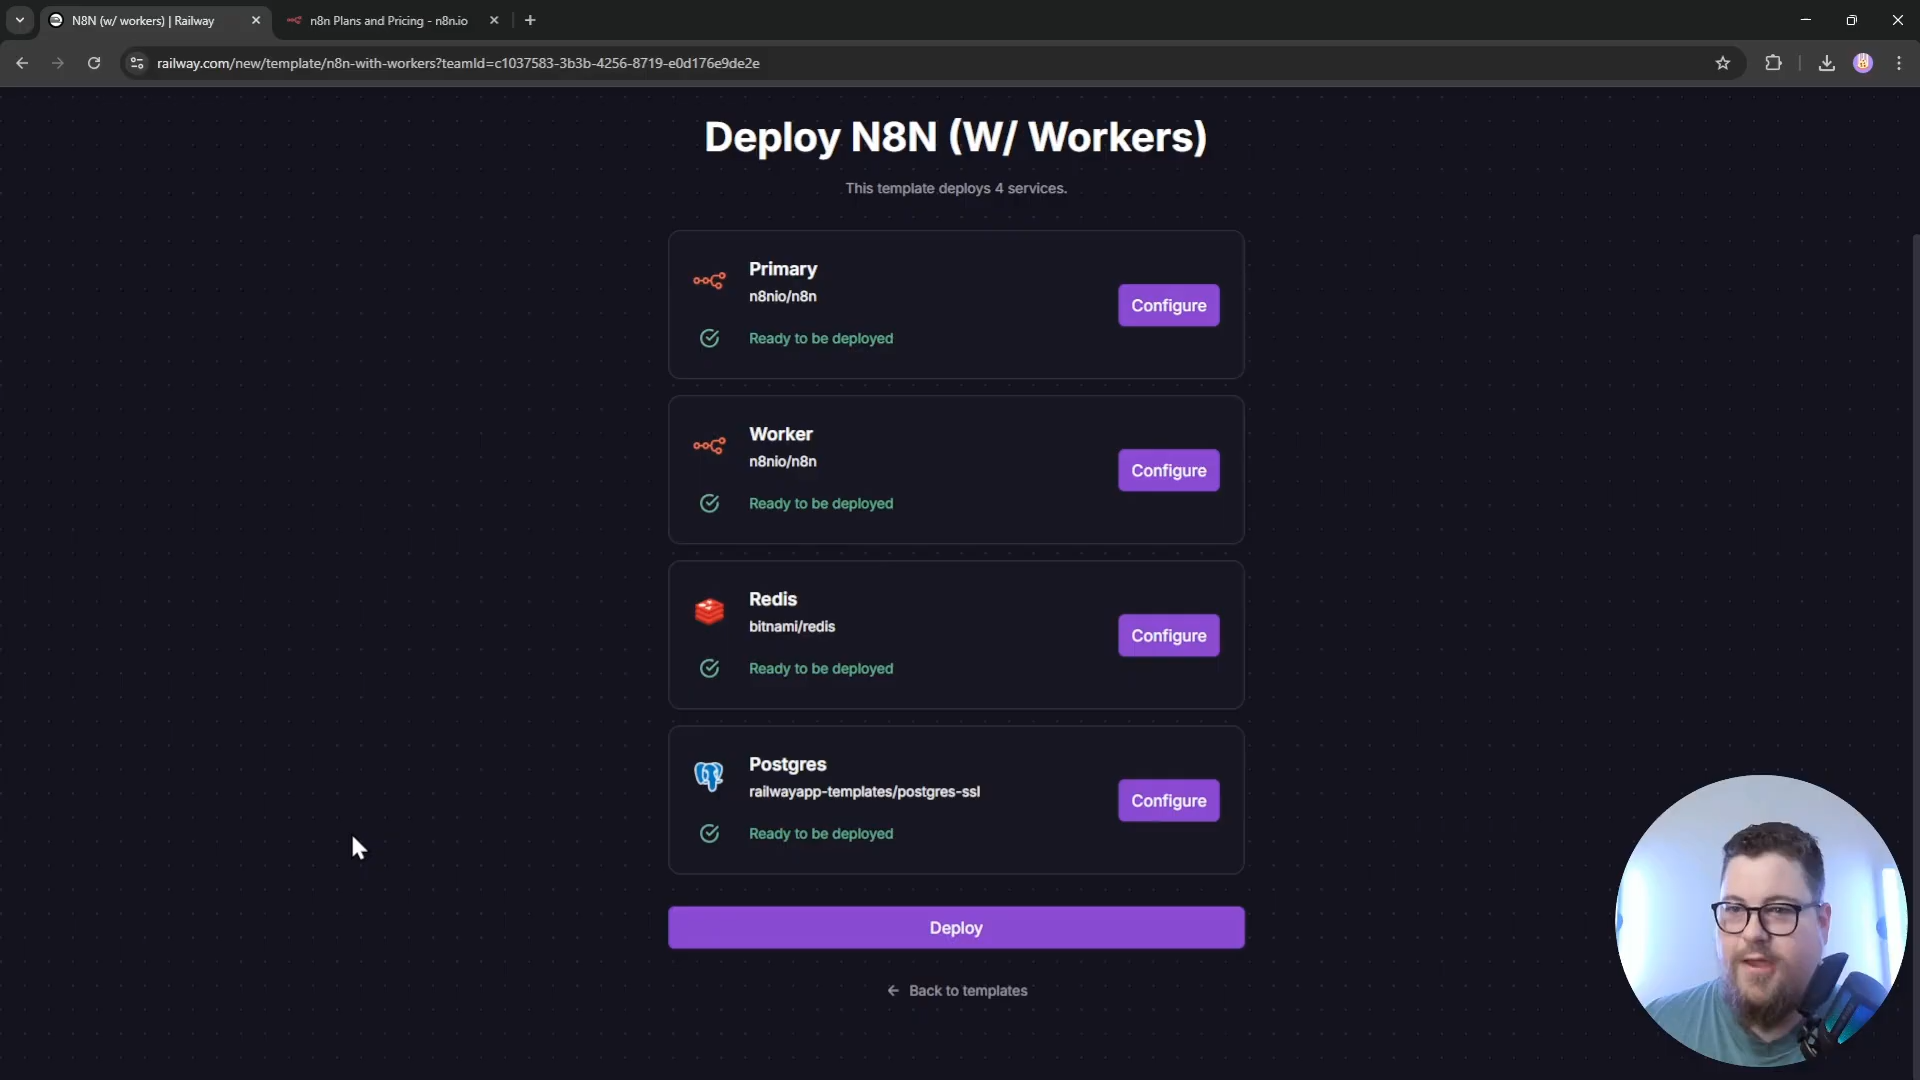 N8N (w/ workers) | Railway
n8n Plans and Pricing - n8n.io
railway.com/new/template/n8n-with-workers?teamId=c1037583-3b3b-4256-8719-e0d176e9de2e
Deploy N8N (W/ Workers)
This template deploys 4 services.
Primary
n8nio/n8n
Configure
Ready to be deployed
Worker
n8nio/n8n
Configure
Ready to be deployed
Redis
bitnami/redis
Configure
Ready to be deployed
Postgres
railwayapp-templates/postgres-ssl
Configure
Ready to be deployed
Deploy
← Back to templates